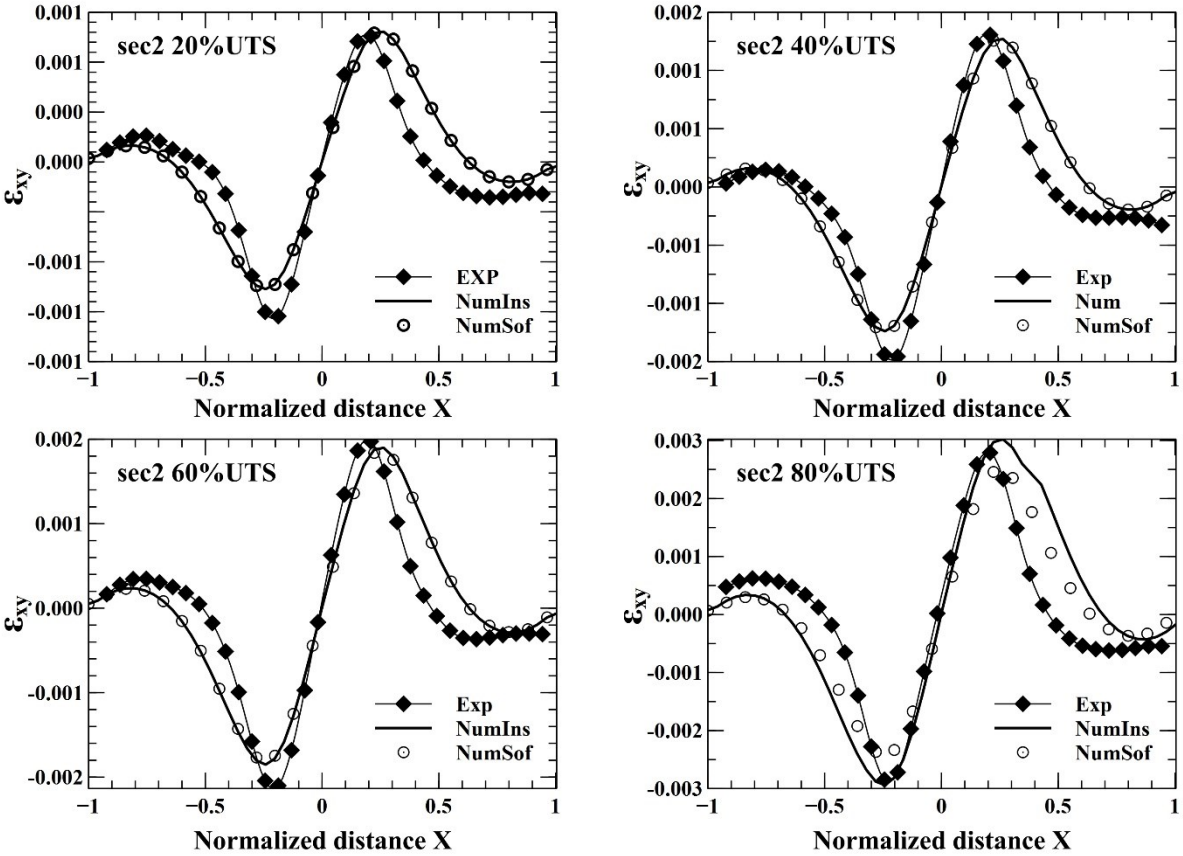 sec2 20%UTS
0.001
0.001
0.000
0.000
-0.001
-0.001
-0.001
εxy
EXP
NumIns
NumSof
−1 −0.5 0 0.5 1
Normalized distance X
sec2 40%UTS
0.002
0.001
0.001
0.000
-0.001
-0.001
-0.002
εxy
Exp
Num
NumSof
−1 −0.5 0 0.5 1
Normalized distance X
sec2 60%UTS
0.002
0.001
0.000
-0.001
-0.002
εxy
Exp
NumIns
NumSof
−1 −0.5 0 0.5 1
Normalized distance X
sec2 80%UTS
0.003
0.002
0.001
0.000
-0.001
-0.002
-0.003
εxy
Exp
NumIns
NumSof
−1 −0.5 0 0.5 1
Normalized distance X